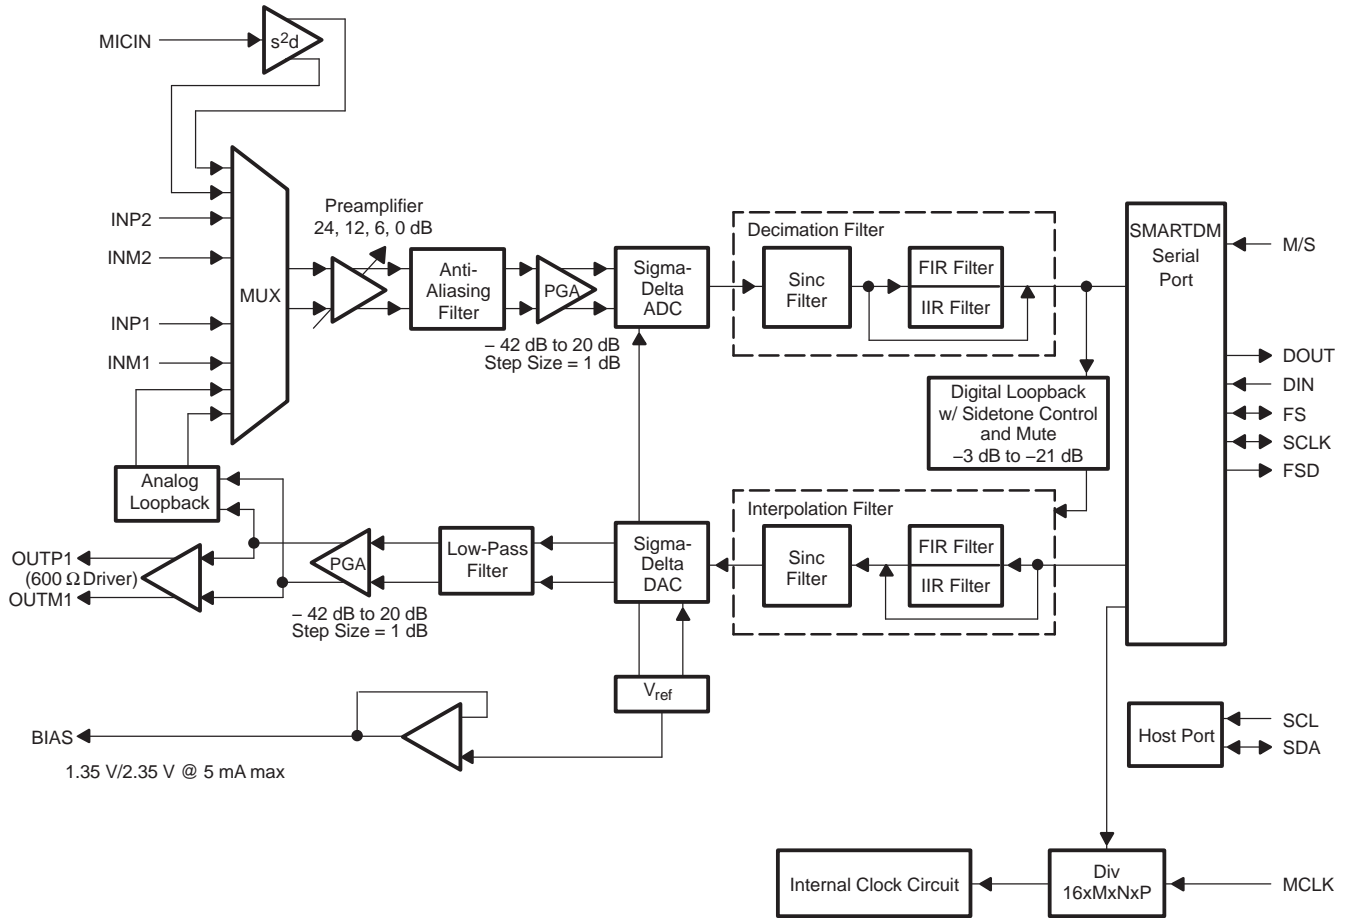 MICIN
s²d
INP2
INM2
INP1
INM1
MUX
Preamplifier
24, 12, 6, 0 dB
Anti-
Aliasing
Filter
PGA
– 42 dB to 20 dB
Step Size = 1 dB
Sigma-
Delta
ADC
Decimation Filter
Sinc
Filter
FIR Filter
IIR Filter
SMARTDM
Serial
Port
M/S
DOUT
DIN
FS
SCLK
FSD
Digital Loopback
w/ Sidetone Control
and Mute
–3 dB to –21 dB
Analog
Loopback
OUTP1
(600 Ω Driver)
OUTM1
PGA
– 42 dB to 20 dB
Step Size = 1 dB
Low-Pass
Filter
Sigma-
Delta
DAC
Interpolation Filter
Sinc
Filter
FIR Filter
IIR Filter
Vref
BIAS
1.35 V/2.35 V @ 5 mA max
Host Port
SCL
SDA
Internal Clock Circuit
Div
16xMxNxP
MCLK